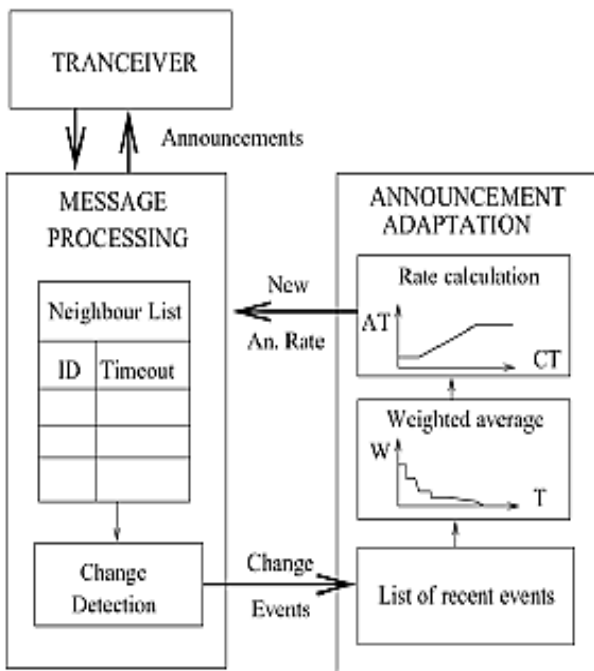 TRANCEIVER
Announcements
MESSAGE
PROCESSING
Neighbour List
ID Timeout
Change
Detection
New
An. Rate
Change
Events
ANNOUNCEMENT
ADAPTATION
Rate calculation
AT
CT
Weighted average
W
T
List of recent events